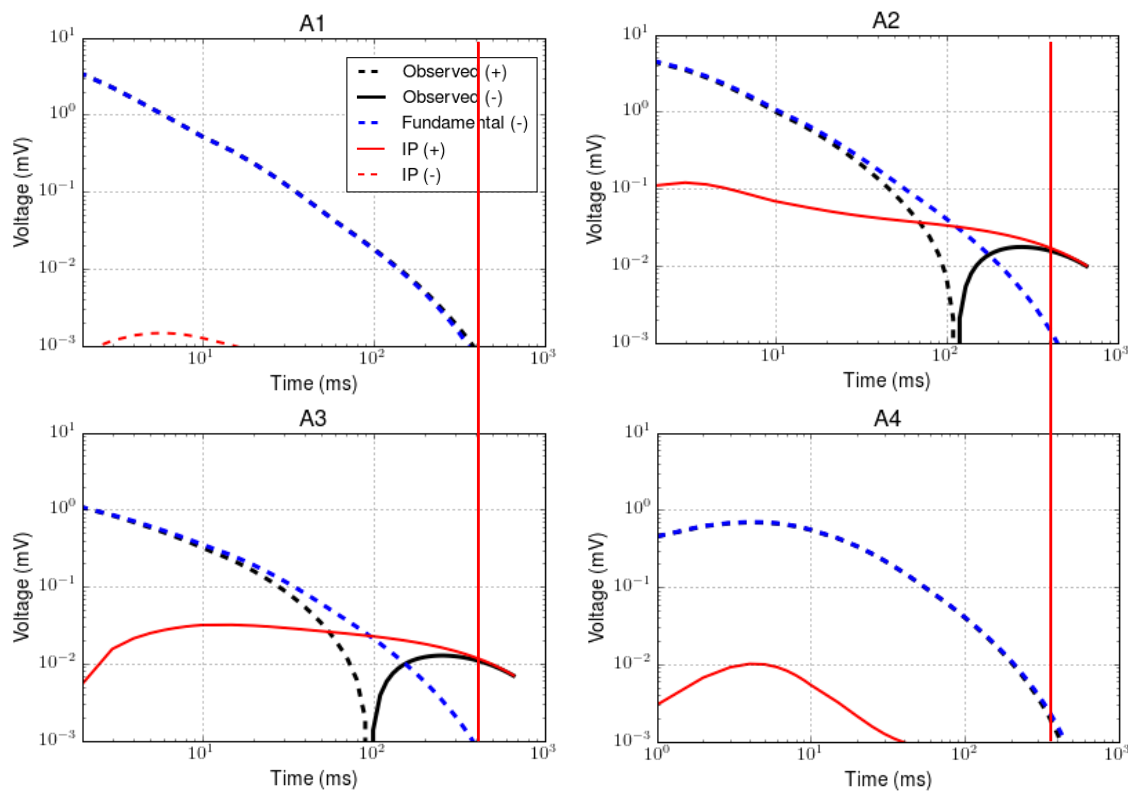 A1
10^1
10^0
10^-1
10^-2
10^-3
10^1
10^2
10^3
Voltage (mV)
Time (ms)
Observed (+)
Observed (-)
Fundamental (-)
IP (+)
IP (-)
A2
10^1
10^0
10^-1
10^-2
10^-3
10^1
10^2
10^3
Voltage (mV)
Time (ms)
A3
10^1
10^0
10^-1
10^-2
10^-3
10^1
10^2
10^3
Voltage (mV)
Time (ms)
A4
10^1
10^0
10^-1
10^-2
10^-3
10^0
10^1
10^2
10^3
Voltage (mV)
Time (ms)